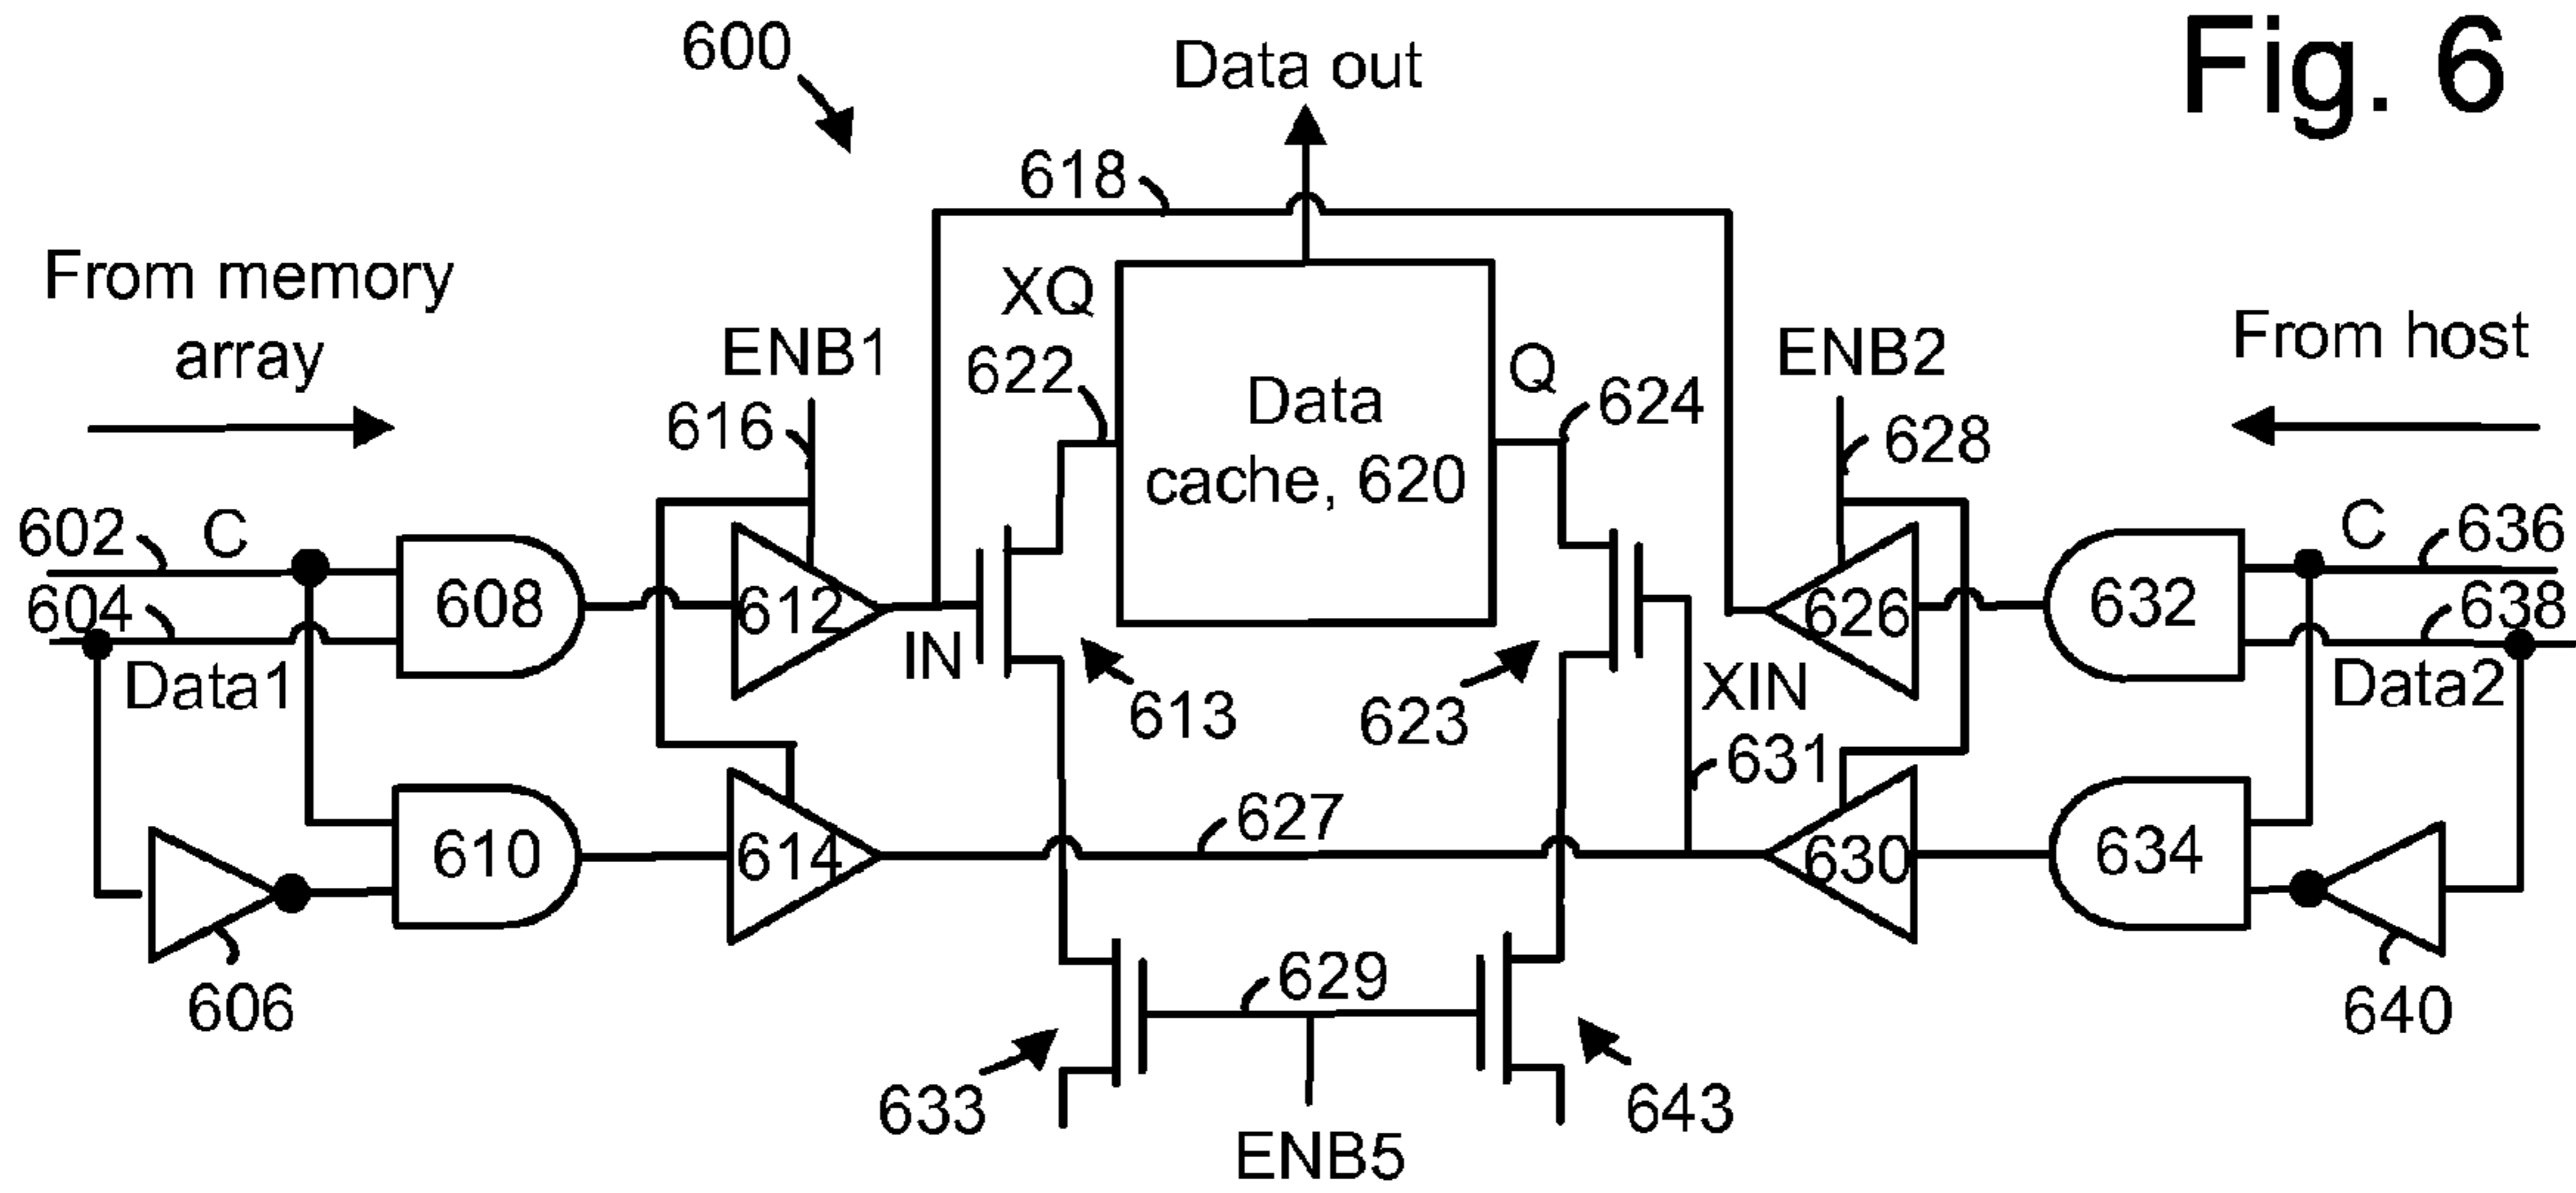 Fig. 6
600
Data out
618
From memory
array
XQ
622
ENB1
616
Data
cache, 620
Q
624
ENB2
628
From host
602
C
604
Data1
608
612
IN
613
623
XIN
631
626
632
C
636
638
Data2
606
610
614
627
630
634
640
629
633
643
ENB5